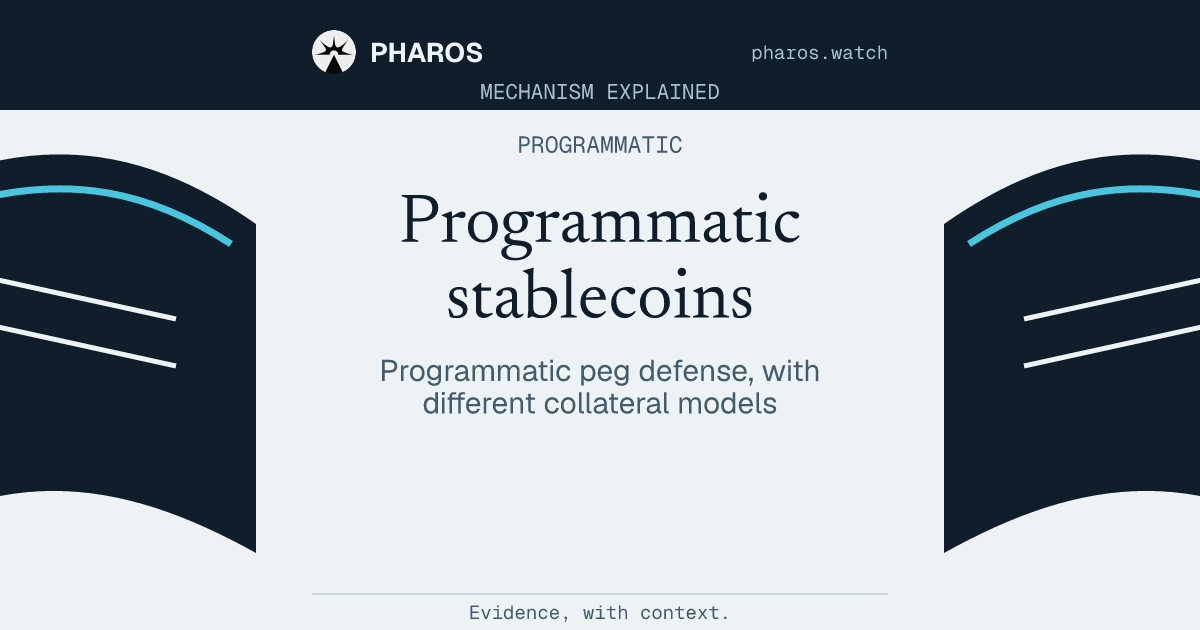 PHAROS
pharos.watch
MECHANISM EXPLAINED
PROGRAMMATIC
Programmatic
stablecoins
Programmatic peg defense, with
different collateral models
Evidence, with context.